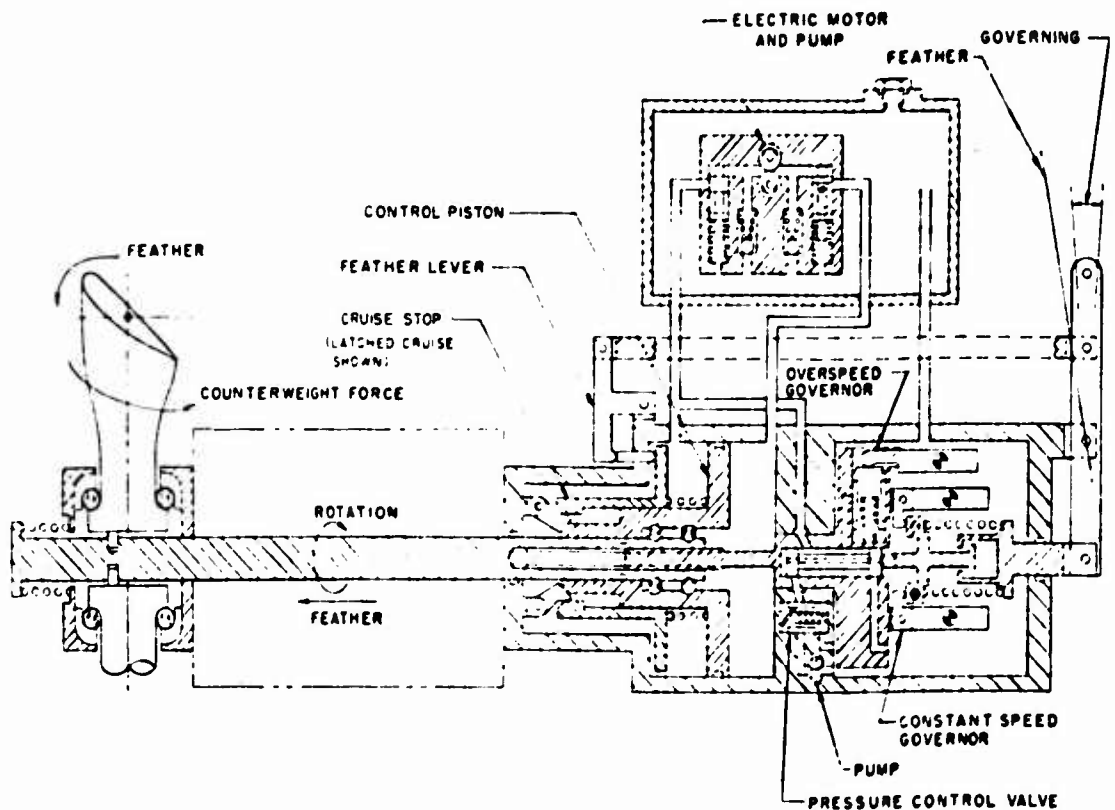 ELECTRIC MOTOR
AND PUMP
GOVERNING
FEATHER
CONTROL PISTON
FEATHER
FEATHER LEVER
CRUISE STOP
(LATCHED CRUISE
SHOWN)
COUNTERWEIGHT FORCE
OVERSPEED
GOVERNOR
ROTATION
FEATHER
CONSTANT SPEED
GOVERNOR
PUMP
PRESSURE CONTROL VALVE